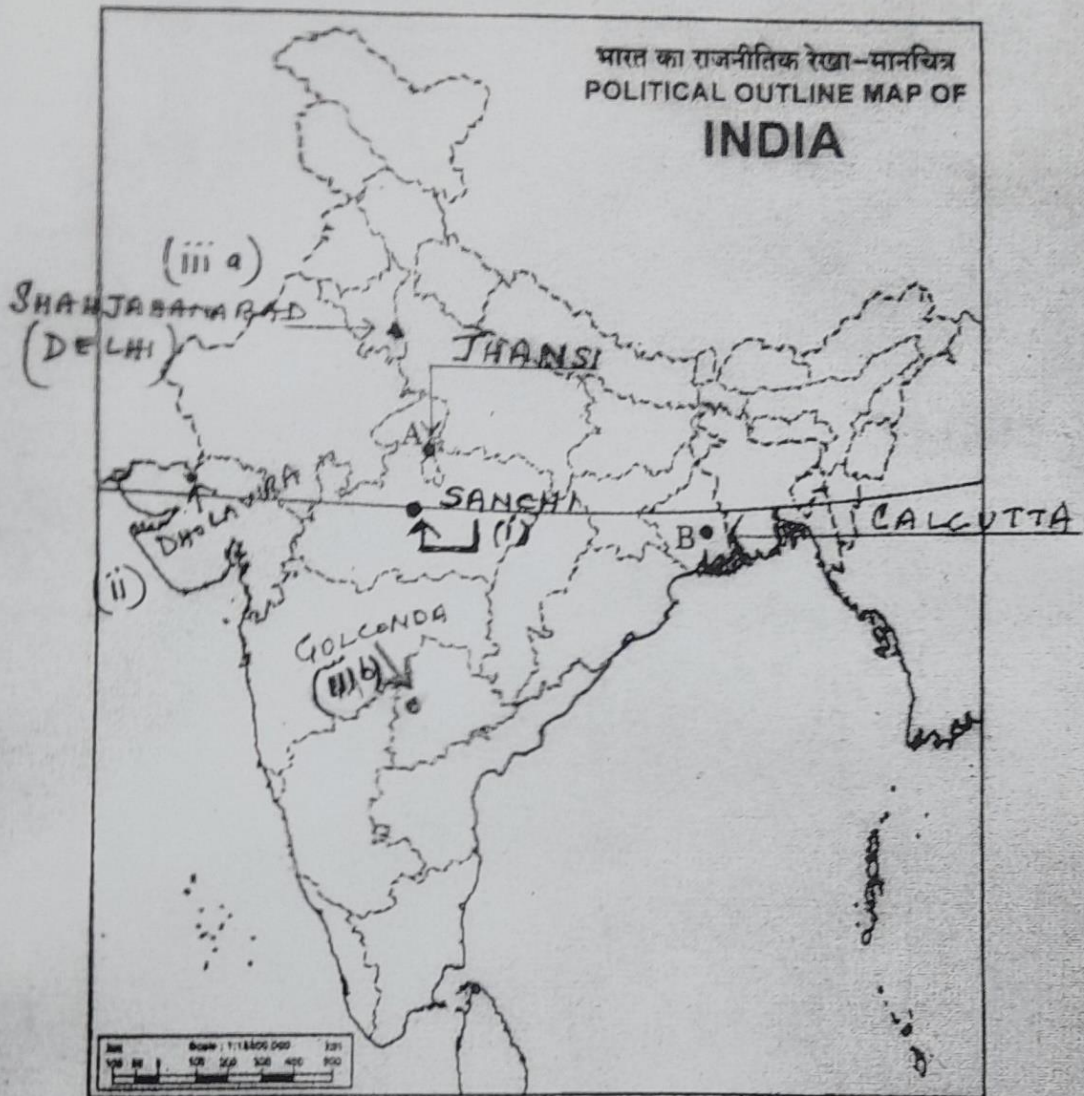 भारत का राजनीतिक रेखा-मानचित्र
POLITICAL OUTLINE MAP OF
INDIA
(iii a)
SHAHJAHANABAD
(DELHI)
JHANSI
A
DHOLAVIRA
(ii)
SANCHI
(i)
B
CALCUTTA
GOLCONDA
(III b)